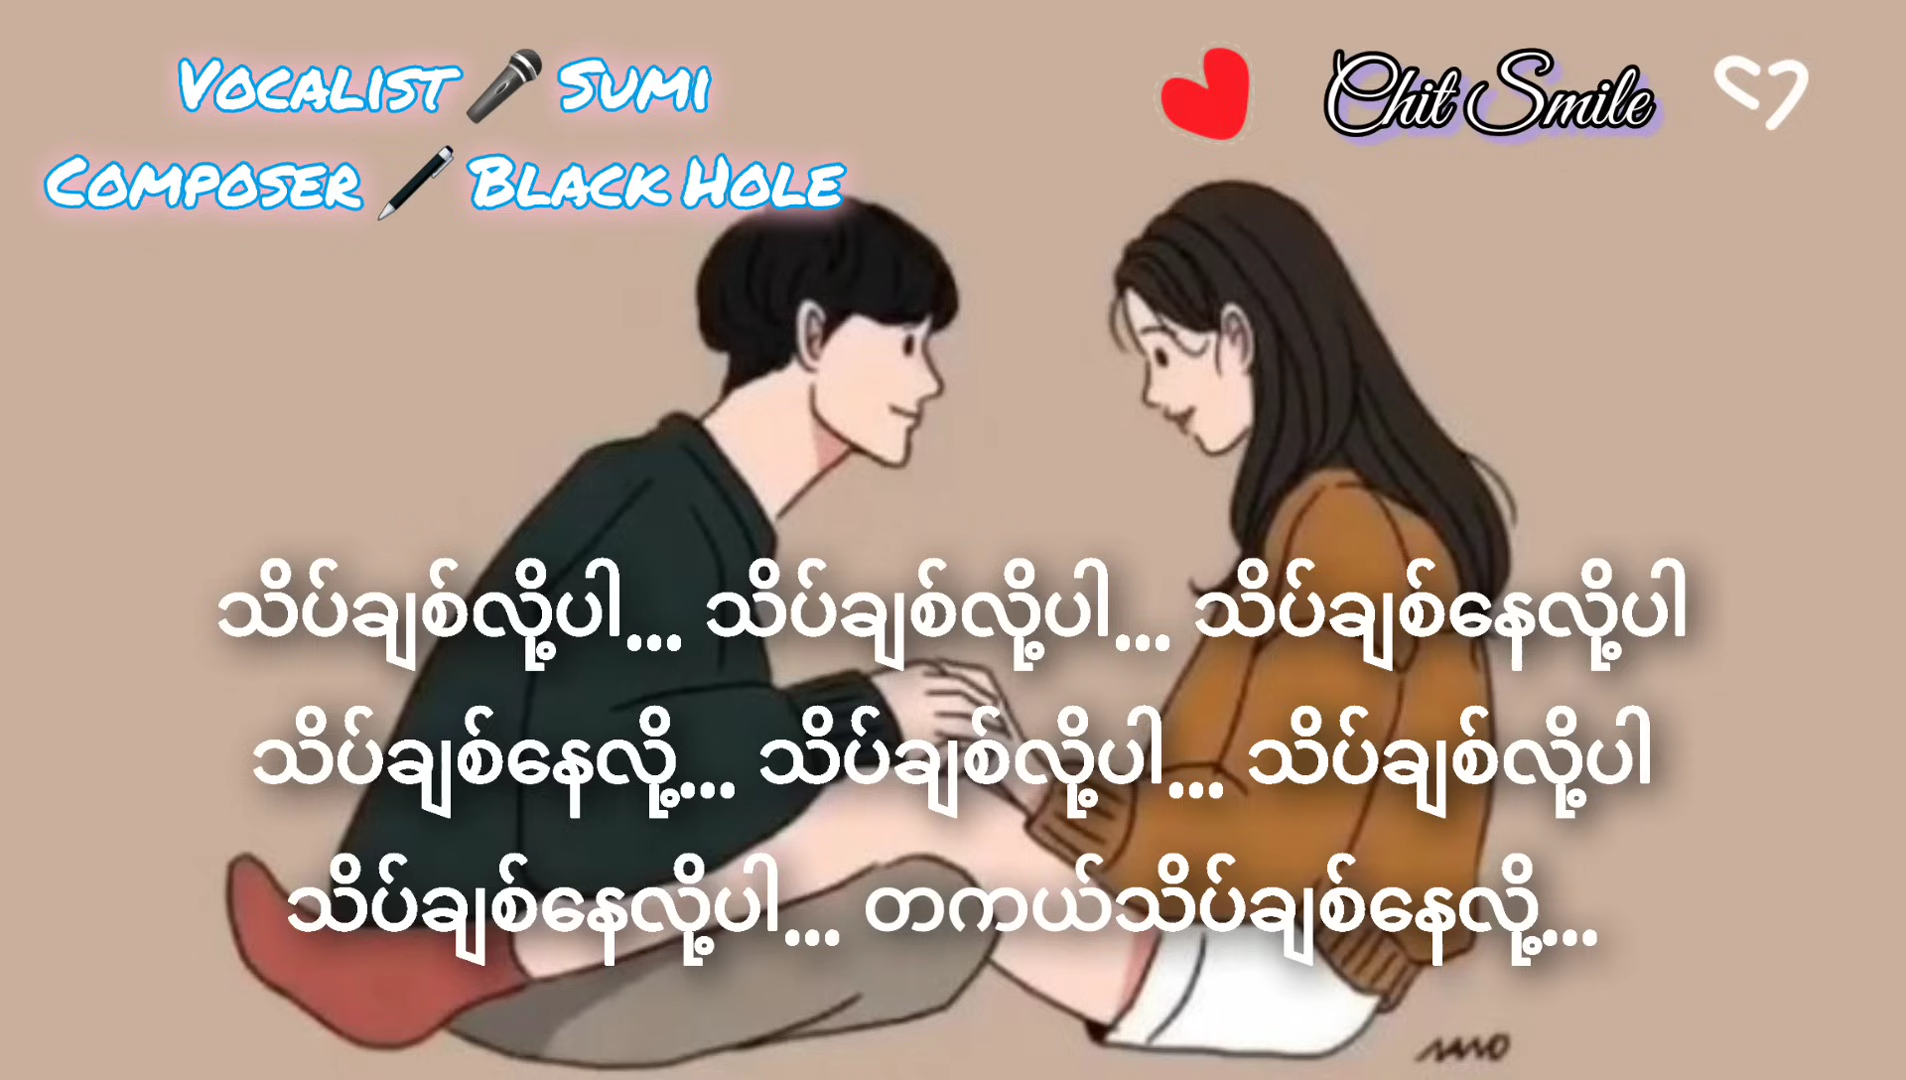 Vocalist 🎤 Sumi
Composer 🖊 Black Hole
Chit Smile
သိပ်ချစ်လို့ပါ... သိပ်ချစ်လို့ပါ... သိပ်ချစ်နေလို့ပါ
သိပ်ချစ်နေလို့... သိပ်ချစ်လို့ပါ... သိပ်ချစ်လို့ပါ
သိပ်ချစ်နေလို့ပါ... တကယ်သိပ်ချစ်နေလို့...